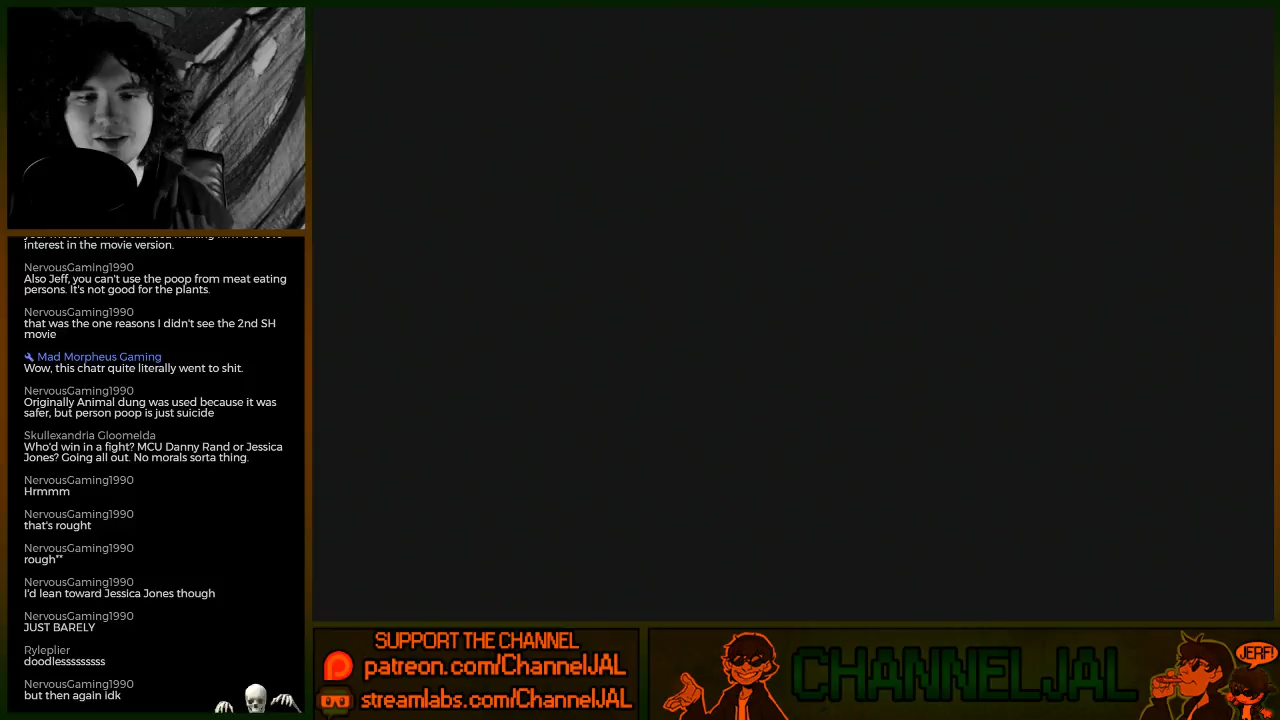 interest in the movie version.
NervousGaming1990
Also Jeff, you can't use the poop from meat eating
persons. It's not good for the plants.
NervousGaming1990
that was the one reasons I didn't see the 2nd SH
movie
Mad Morpheus Gaming
Wow, this chatr quite literally went to shit.
NervousGaming1990
Originally Animal dung was used because it was
safer, but person poop is just suicide
Skullexandria Gloomelda
Who'd win in a fight? MCU Danny Rand or Jessica
Jones? Going all out. No morals sorta thing.
NervousGaming1990
Hrmmm
NervousGaming1990
that's rought
NervousGaming1990
rough**
NervousGaming1990
I'd lean toward Jessica Jones though
NervousGaming1990
JUST BARELY
Ryleplier
doodlesssssssss
NervousGaming1990
but then again idk
SUPPORT THE CHANNEL
patreon.com/ChannelJAL
streamlabs.com/ChannelJAL
CHANNELJAL
JERF!